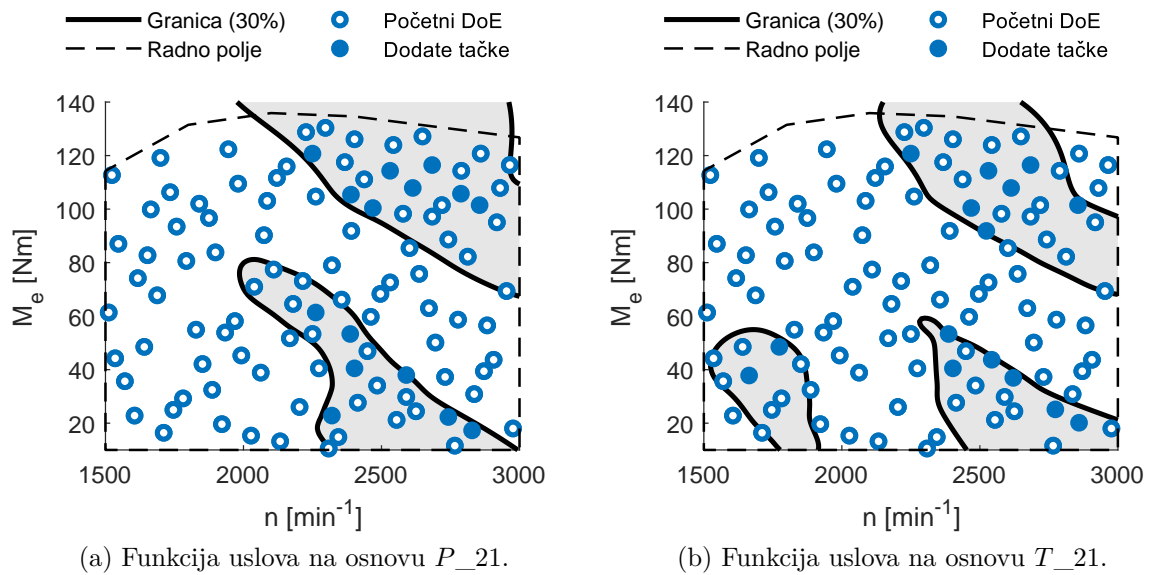 Granica (30%) Početni DoE
Radno polje Dodate tačke
140
120
100
80
60
40
20
1500 2000 2500 3000
M_e [Nm]
n [min^-1]
(a) Funkcija uslova na osnovu P_21.
Granica (30%) Početni DoE
Radno polje Dodate tačke
140
120
100
80
60
40
20
1500 2000 2500 3000
M_e [Nm]
n [min^-1]
(b) Funkcija uslova na osnovu T_21.